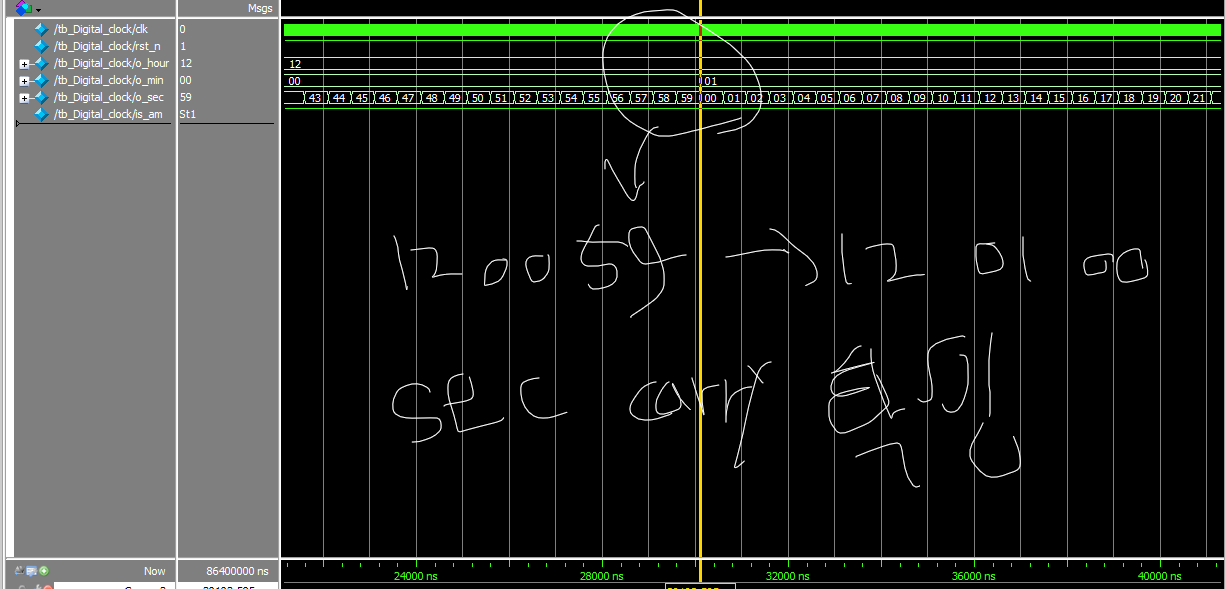 Msgs
/tb_Digital_clock/clk 0
/tb_Digital_clock/rst_n 1
/tb_Digital_clock/o_hour 12 12
/tb_Digital_clock/o_min 00 00 01
/tb_Digital_clock/o_sec 59 43 44 45 46 47 48 49 50 51 52 53 54 55 56 57 58 59 00 01 02 03 04 05 06 07 08 09 10 11 12 13 14 15 16 17 18 19 20 21
/tb_Digital_clock/is_am St1
12 00 59 → 12 01 00
sec carry
Now 86400000 ns
24000 ns 28000 ns 32000 ns 36000 ns 40000 ns